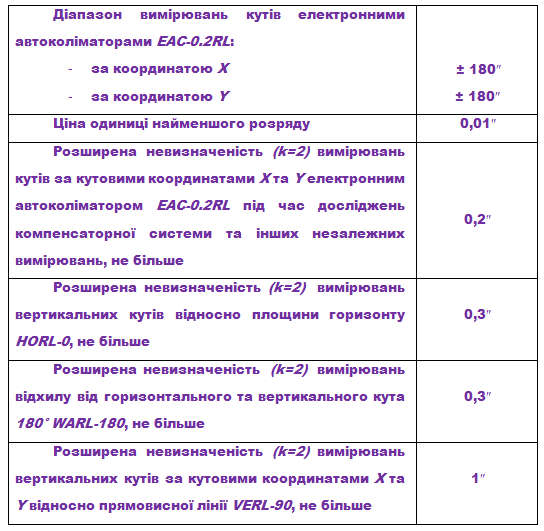 Діапазон вимірювань кутів електронними
автоколіматорами EAC-0.2RL:
- за координатою X
± 180″
- за координатою Y
± 180″
Ціна одиниці найменшого розряду
0,01″
Розширена невизначеність (k=2) вимірювань
кутів за кутовими координатами X та Y електронним
автоколіматором EAC-0.2RL під час досліджень
компенсаторної системи та інших незалежних
вимірювань, не більше
0,2″
Розширена невизначеність (k=2) вимірювань
вертикальних кутів відносно площини горизонту
HORL-0, не більше
0,3″
Розширена невизначеність (k=2) вимірювань
відхилу від горизонтального та вертикального кута
180° WARL-180, не більше
0,3″
Розширена невизначеність (k=2) вимірювань
вертикальних кутів за кутовими координатами X та
Y відносно прямовисної лінії VERL-90, не більше
1″